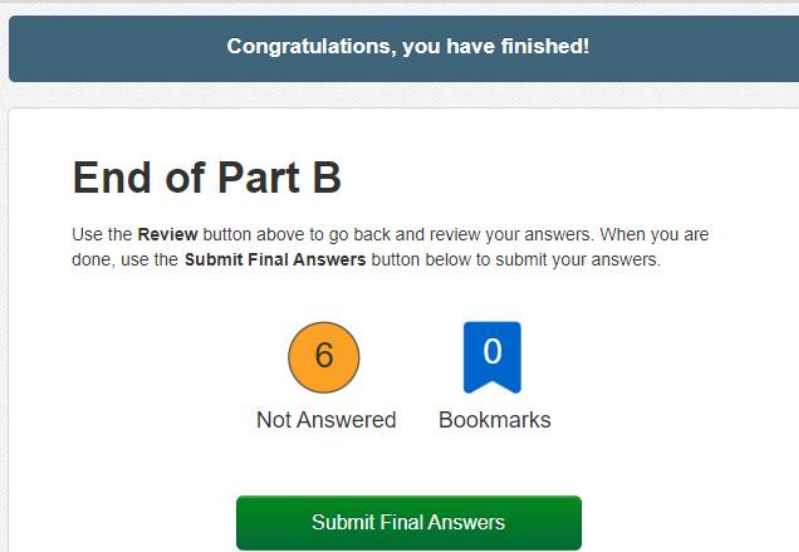 Congratulations, you have finished!
End of Part B
Use the Review button above to go back and review your answers. When you are
done, use the Submit Final Answers button below to submit your answers.
6
0
Not Answered
Bookmarks
Submit Final Answers